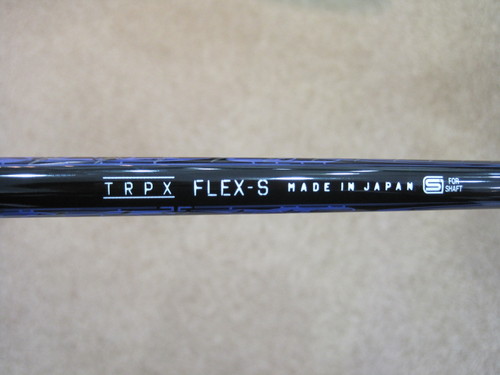 TRPX FLEX-S MADE IN JAPAN S FOR
SHAFT